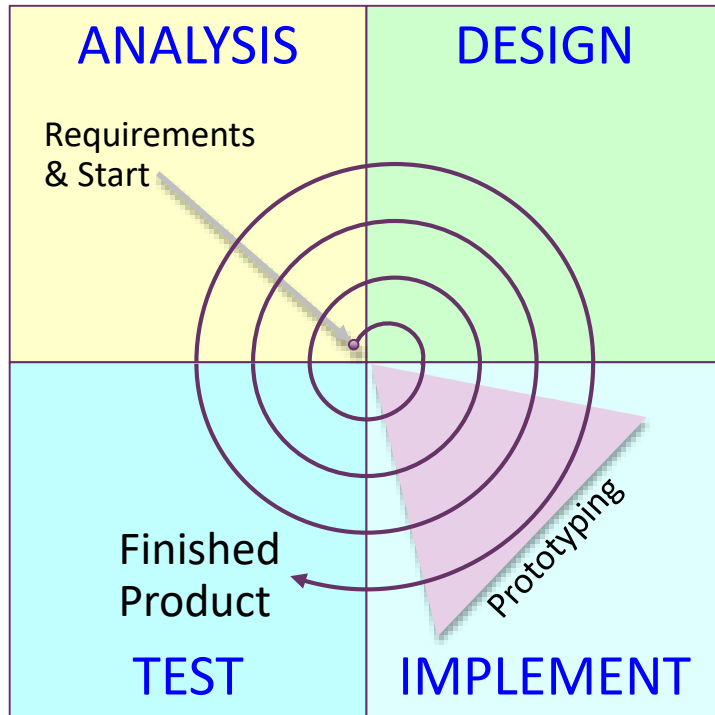 ANALYSIS
DESIGN
Requirements
& Start
Prototyping
Finished
Product
TEST
IMPLEMENT